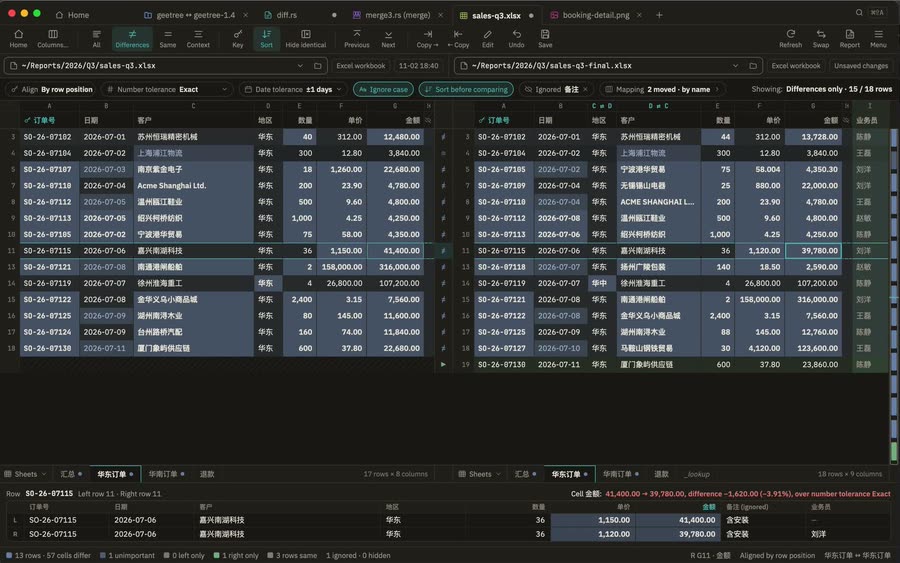 Home geetree ⇔ geetree-1.4 × diff.rs merge3.rs (merge) × sales-q3.xlsx booking-detail.png × +
Home Columns... All Differences Same Context Key Sort Hide identical Previous Next Copy→ ←Copy Edit Undo Save Refresh Swap Report Menu
~/Reports/2026/Q3/sales-q3.xlsx Excel workbook 11-02 18:40 ~/Reports/2026/Q3/sales-q3-final.xlsx Excel workbook Unsaved changes
Align By row position Number tolerance Exact Date tolerance ±1 days Aa Ignore case Sort before comparing Ignored 备注 × Mapping 2 moved · by name Showing: Differences only · 15 / 18 rows
A B C D E F G H A B C ⇄ D D ⇄ C E F G H I
订单号 日期 客户 地区 数量 单价 金额 订单号 日期 地区 客户 数量 单价 金额 业务员
3 SO-26-07102 2026-07-01 苏州恒瑞精密机械 华东 40 312.00 12,480.00 ≠ 3 SO-26-07102 2026-07-01 华东 苏州恒瑞精密机械 44 312.00 13,728.00 陈静
4 SO-26-07104 2026-07-02 上海浦江物流 华东 300 12.80 3,840.00 4 SO-26-07104 2026-07-02 华东 上海浦江物流 300 12.80 3,840.00 王磊
5 SO-26-07107 2026-07-03 南京紫金电子 华东 18 1,260.00 22,680.00 ≠ 5 SO-26-07105 2026-07-02 华东 宁波港华贸易 75 58.004 4,350.30 刘洋
7 SO-26-07110 2026-07-04 Acme Shanghai Ltd. 华东 200 23.90 4,780.00 ≠ 7 SO-26-07109 2026-07-04 华东 无锡锡山电器 25 880.00 22,000.00 刘洋
8 SO-26-07112 2026-07-05 温州瓯江鞋业 华东 500 9.60 4,800.00 ≠ 8 SO-26-07110 2026-07-04 华东 ACME SHANGHAI L... 200 23.90 4,780.00 王磊
9 SO-26-07113 2026-07-06 绍兴柯桥纺织 华东 1,000 4.25 4,250.00 ≠ 9 SO-26-07112 2026-07-08 华东 温州瓯江鞋业 500 9.60 4,800.00 赵敏
10 SO-26-07105 2026-07-02 宁波港华贸易 华东 75 58.00 4,350.00 ≠ 10 SO-26-07113 2026-07-06 华东 绍兴柯桥纺织 1,000 4.25 4,250.00 陈静
11 SO-26-07115 2026-07-06 嘉兴南湖科技 华东 36 1,150.00 41,400.00 ≠ 11 SO-26-07115 2026-07-06 华东 嘉兴南湖科技 36 1,120.00 39,780.00 刘洋
13 SO-26-07121 2026-07-08 南通港闸船舶 华东 2 158,000.00 316,000.00 ≠ 13 SO-26-07118 2026-07-07 华东 扬州广陵包装 140 18.50 2,590.00 赵敏
14 SO-26-07119 2026-07-07 徐州淮海重工 华东 4 26,800.00 107,200.00 ≠ 14 SO-26-07119 2026-07-07 华中 徐州淮海重工 4 26,800.00 107,200.00 陈静
15 SO-26-07122 2026-07-08 金华义乌小商品城 华东 2,400 3.15 7,560.00 ≠ 15 SO-26-07121 2026-07-08 华东 南通港闸船舶 2 158,000.00 316,000.00 刘洋
16 SO-26-07125 2026-07-09 湖州南浔木业 华东 80 145.00 11,600.00 ≠ 16 SO-26-07122 2026-07-08 华东 金华义乌小商品城 2,400 3.15 7,560.00 王磊
17 SO-26-07124 2026-07-09 台州路桥汽配 华东 160 74.00 11,840.00 ≠ 17 SO-26-07125 2026-07-09 华东 湖州南浔木业 88 145.00 12,760.00 陈静
18 SO-26-07130 2026-07-11 厦门象屿供应链 华东 600 37.80 22,680.00 ≠ 18 SO-26-07127 2026-07-10 华东 马鞍山钢铁贸易 30 4,120.00 123,600.00 王磊
19 SO-26-07130 2026-07-11 华东 厦门象屿供应链 600 37.80 23,860.00 陈静
Sheets 汇总 华东订单 华南订单 退款 17 rows × 8 columns Sheets 汇总 华东订单 华南订单 退款 _lookup 18 rows × 9 columns
Row SO-26-07115 Left row 11 · Right row 11 Cell 金额: 41,400.00 → 39,780.00, difference −1,620.00 (−3.91%), over number tolerance Exact
订单号 日期 客户 地区 数量 单价 金额 备注 (ignored) 业务员
L SO-26-07115 2026-07-06 嘉兴南湖科技 华东 36 1,150.00 41,400.00 含安装 —
R SO-26-07115 2026-07-06 嘉兴南湖科技 华东 36 1,120.00 39,780.00 含安装 刘洋
13 rows · 57 cells differ 1 unimportant 0 left only 1 right only 3 rows same 1 ignored · 0 hidden R G11 · 金额 Aligned by row position 华东订单 ⇔ 华东订单